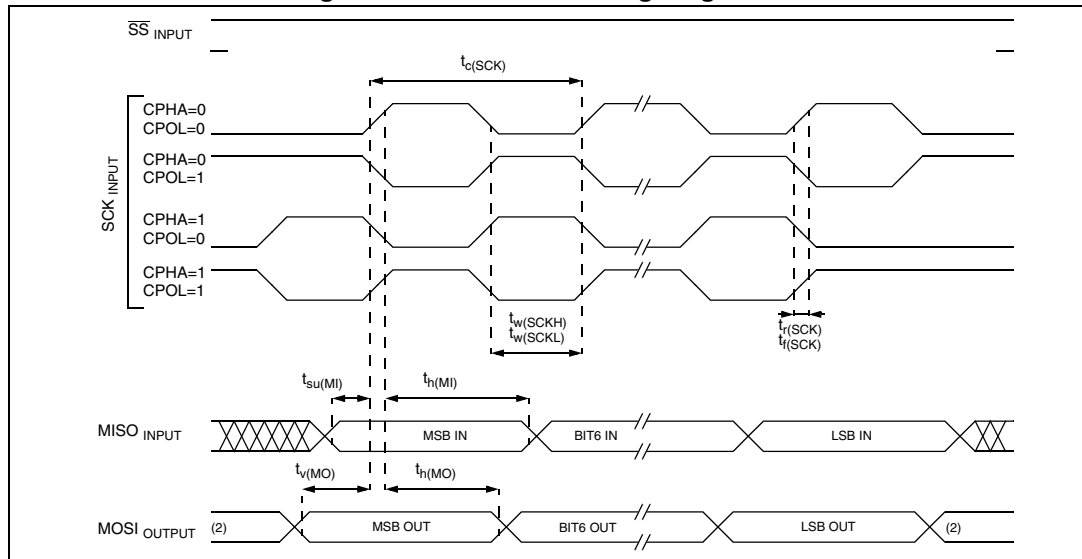 SS INPUT
tc(SCK)
SCK INPUT
CPHA=0
CPOL=0
CPHA=0
CPOL=1
CPHA=1
CPOL=0
CPHA=1
CPOL=1
tw(SCKH)
tw(SCKL)
tr(SCK)
tf(SCK)
tsu(MI)
th(MI)
MISO INPUT
MSB IN
BIT6 IN
LSB IN
tv(MO)
th(MO)
MOSI OUTPUT
(2)
MSB OUT
BIT6 OUT
LSB OUT
(2)